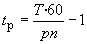 tp = T·60 / pn − 1